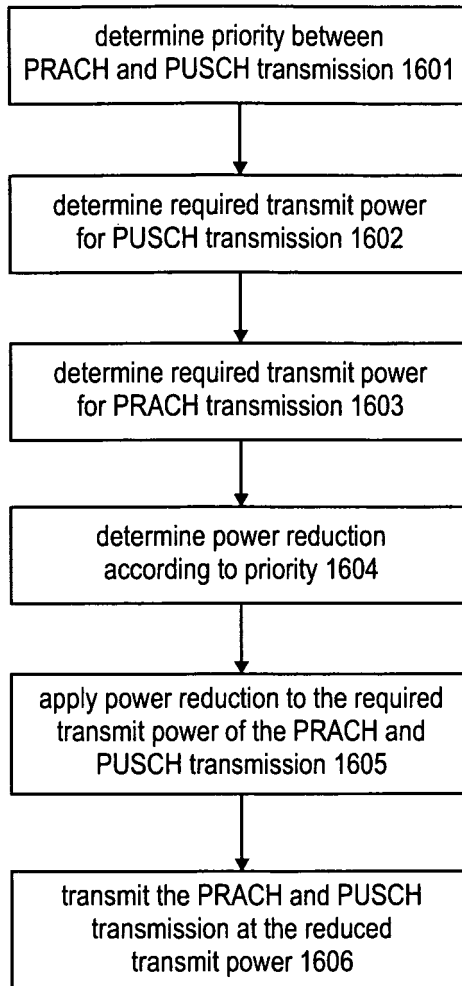 determine priority between
PRACH and PUSCH transmission 1601
determine required transmit power
for PUSCH transmission 1602
determine required transmit power
for PRACH transmission 1603
determine power reduction
according to priority 1604
apply power reduction to the required
transmit power of the PRACH and
PUSCH transmission 1605
transmit the PRACH and PUSCH
transmission at the reduced
transmit power 1606